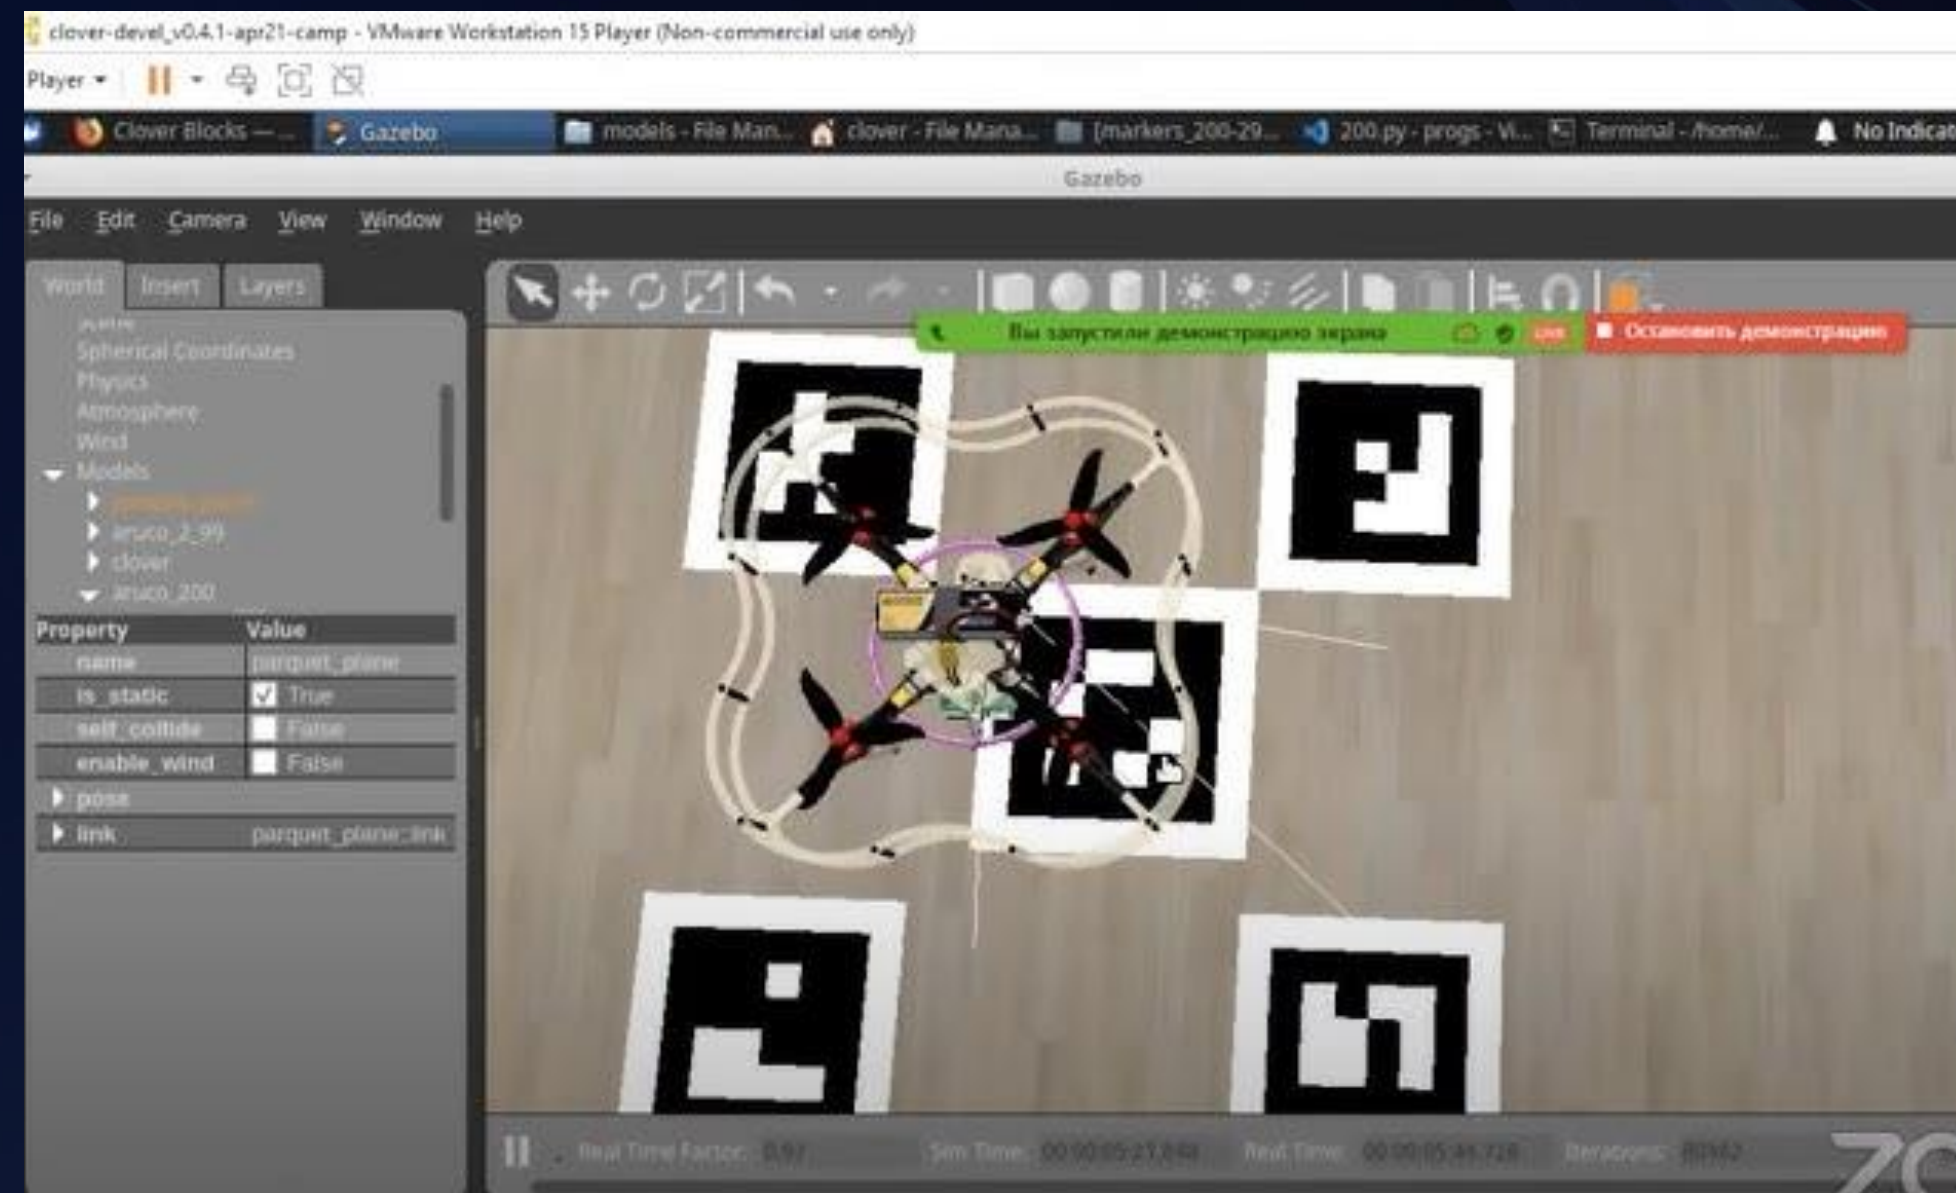 clover-devel_v0.4.1-apr21-camp - VMware Workstation 15 Player (Non-commercial use only)
Player
Clover Blocks — ...
Gazebo
models - File Man...
clover - File Mana...
[markers_200-29...
200.py - progs - Vi...
Terminal - /home/...
No Indicat
Gazebo
File Edit Camera View Window Help
World Insert Layers
Вы запустили демонстрацию экрана
LIVE
Остановить демонстрацию
Spherical Coordinates
Physics
Atmosphere
Wind
Models
aruco_2_99
clover
aruco_200
Property Value
name parquet_plane
is_static True
self_collide False
enable_wind False
pose
link parquet_plane::link
Real Time Factor: 0.97
Sim Time:
Real Time:
Iterations: